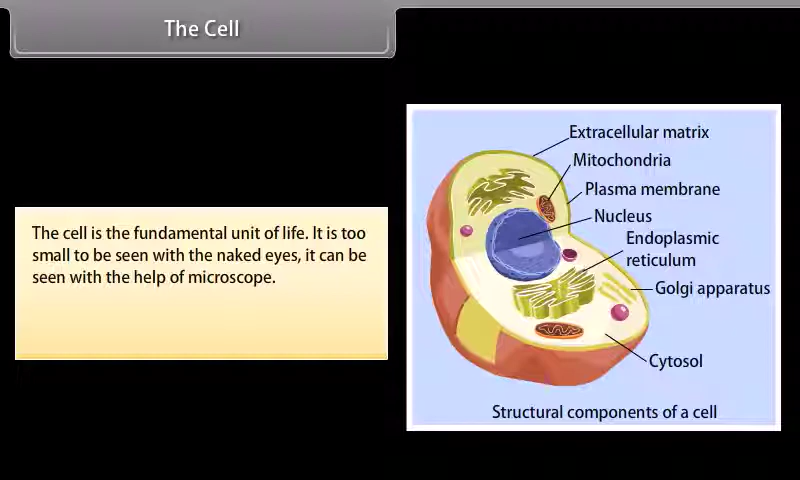 The Cell
The cell is the fundamental unit of life. It is too
small to be seen with the naked eyes, it can be
seen with the help of microscope.
Extracellular matrix
Mitochondria
Plasma membrane
Nucleus
Endoplasmic
reticulum
Golgi apparatus
Cytosol
Structural components of a cell